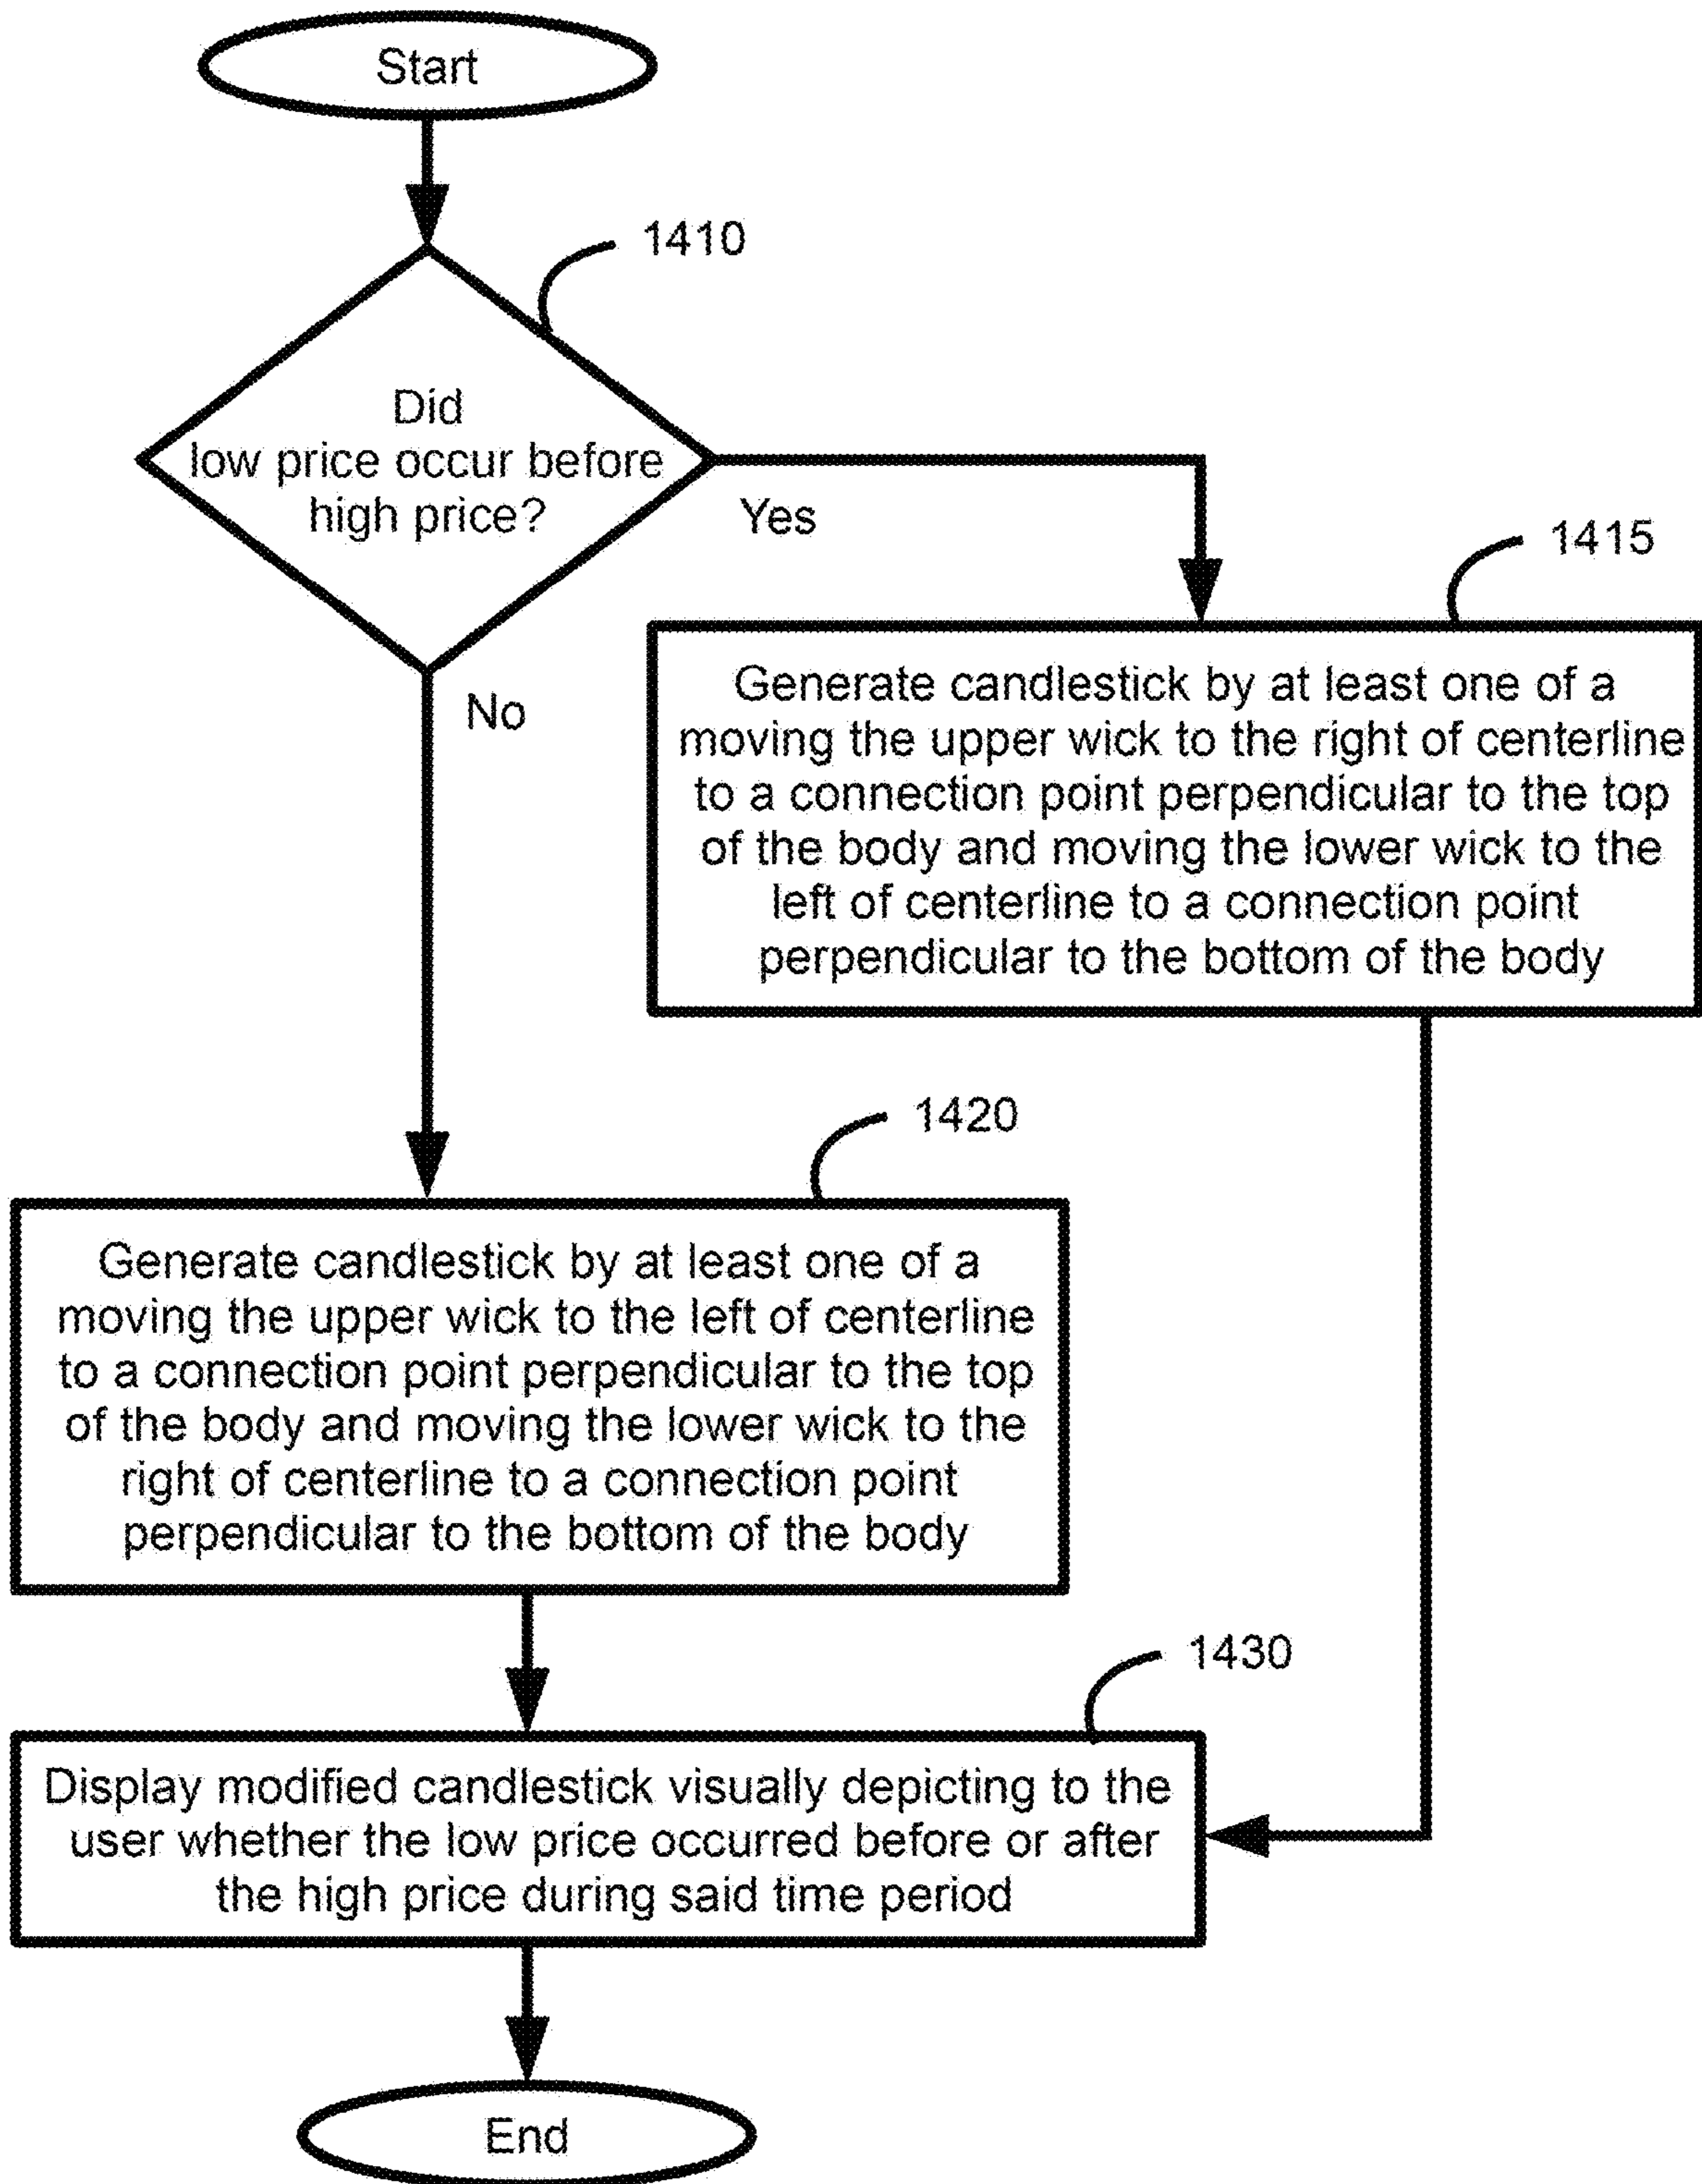 Start
1410
Did
low price occur before
high price?
Yes
No
1415
Generate candlestick by at least one of a
moving the upper wick to the right of centerline
to a connection point perpendicular to the top
of the body and moving the lower wick to the
left of centerline to a connection point
perpendicular to the bottom of the body
1420
Generate candlestick by at least one of a
moving the upper wick to the left of centerline
to a connection point perpendicular to the top
of the body and moving the lower wick to the
right of centerline to a connection point
perpendicular to the bottom of the body
1430
Display modified candlestick visually depicting to the
user whether the low price occurred before or after
the high price during said time period
End